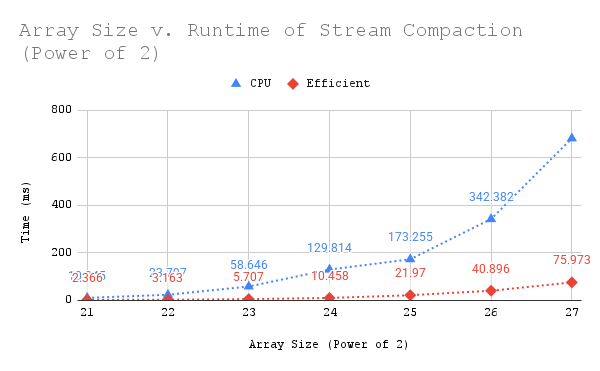 Array Size v. Runtime of Stream Compaction
(Power of 2)
CPU Efficient
800
600
400
200
0
Time (ms)
342.382
173.255
129.814
58.646
2.366
3.163
5.707
10.458
21.97
40.896
75.973
21 22 23 24 25 26 27
Array Size (Power of 2)